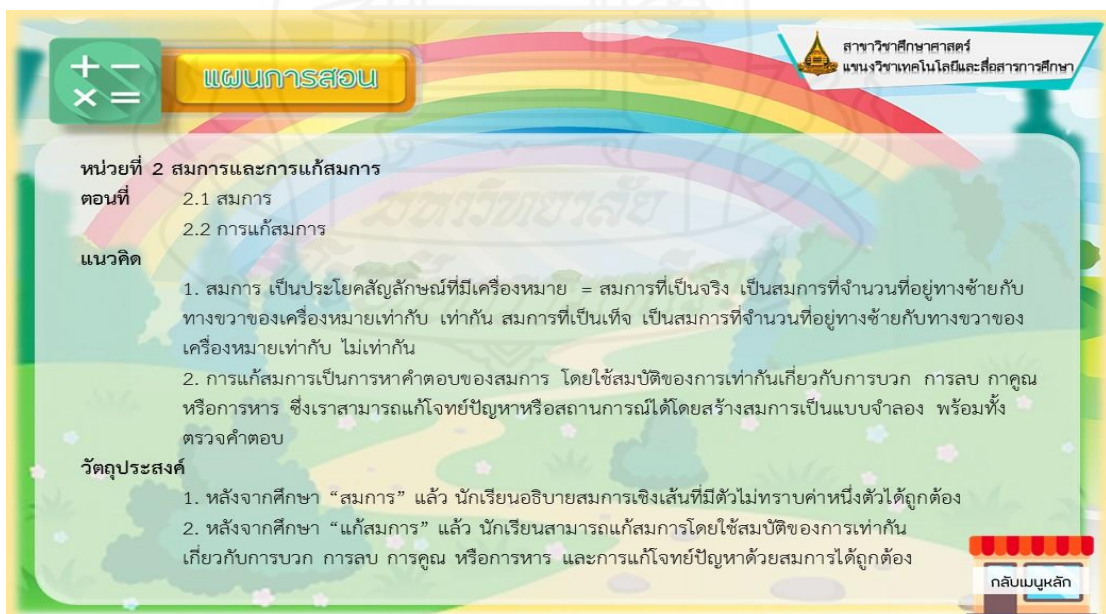 สาขาวิชาศึกษาศาสตร์
แขนงวิชาเทคโนโลยีและสื่อสารการศึกษา
แผนการสอน
หน่วยที่ 2 สมการและการแก้สมการ
ตอนที่ 2.1 สมการ
2.2 การแก้สมการ
แนวคิด
1. สมการ เป็นประโยคสัญลักษณ์ที่มีเครื่องหมาย = สมการที่เป็นจริง เป็นสมการที่จำนวนที่อยู่ทางซ้ายกับ
ทางขวาของเครื่องหมายเท่ากับ เท่ากัน สมการที่เป็นเท็จ เป็นสมการที่จำนวนที่อยู่ทางซ้ายกับทางขวาของ
เครื่องหมายเท่ากับ ไม่เท่ากัน
2. การแก้สมการเป็นการหาคำตอบของสมการ โดยใช้สมบัติของการเท่ากันเกี่ยวกับการบวก การลบ กาคูณ
หรือการหาร ซึ่งเราสามารถแก้โจทย์ปัญหาหรือสถานการณ์ได้โดยสร้างสมการเป็นแบบจำลอง พร้อมทั้ง
ตรวจคำตอบ
วัตถุประสงค์
1. หลังจากศึกษา “สมการ” แล้ว นักเรียนอธิบายสมการเชิงเส้นที่มีตัวไม่ทราบค่าหนึ่งตัวได้ถูกต้อง
2. หลังจากศึกษา “แก้สมการ” แล้ว นักเรียนสามารถแก้สมการโดยใช้สมบัติของการเท่ากัน
เกี่ยวกับการบวก การลบ การคูณ หรือการหาร และการแก้โจทย์ปัญหาด้วยสมการได้ถูกต้อง
กลับเมนูหลัก